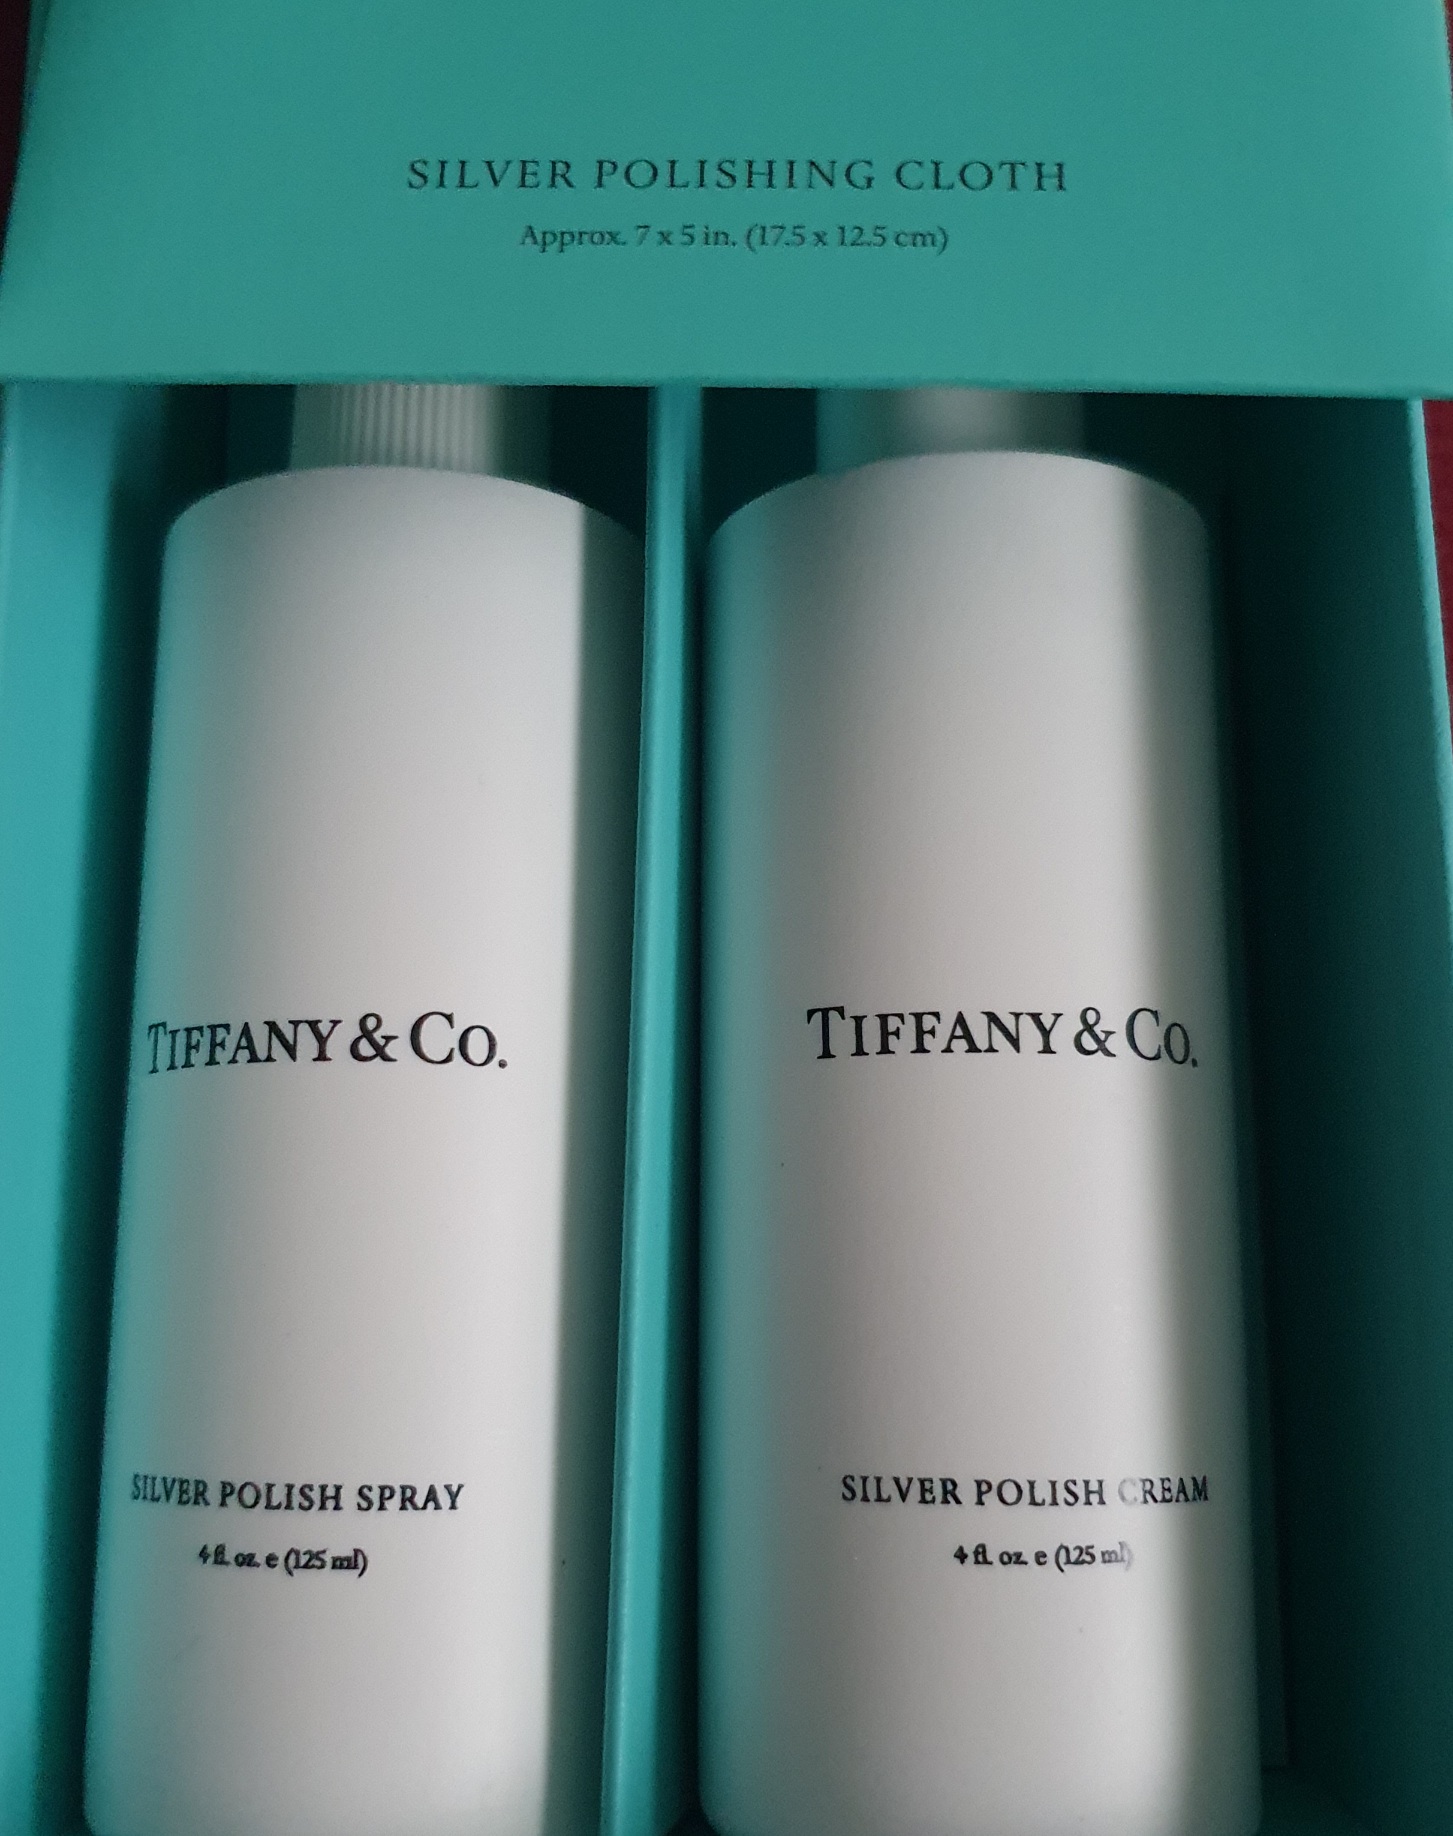 SILVER POLISHING CLOTH
Approx. 7 x 5 in. (17.5 x 12.5 cm)
TIFFANY & CO.
SILVER POLISH SPRAY
4 fl. oz. e (125 ml)
TIFFANY & CO.
SILVER POLISH CREAM
4 fl. oz. e (125 ml)